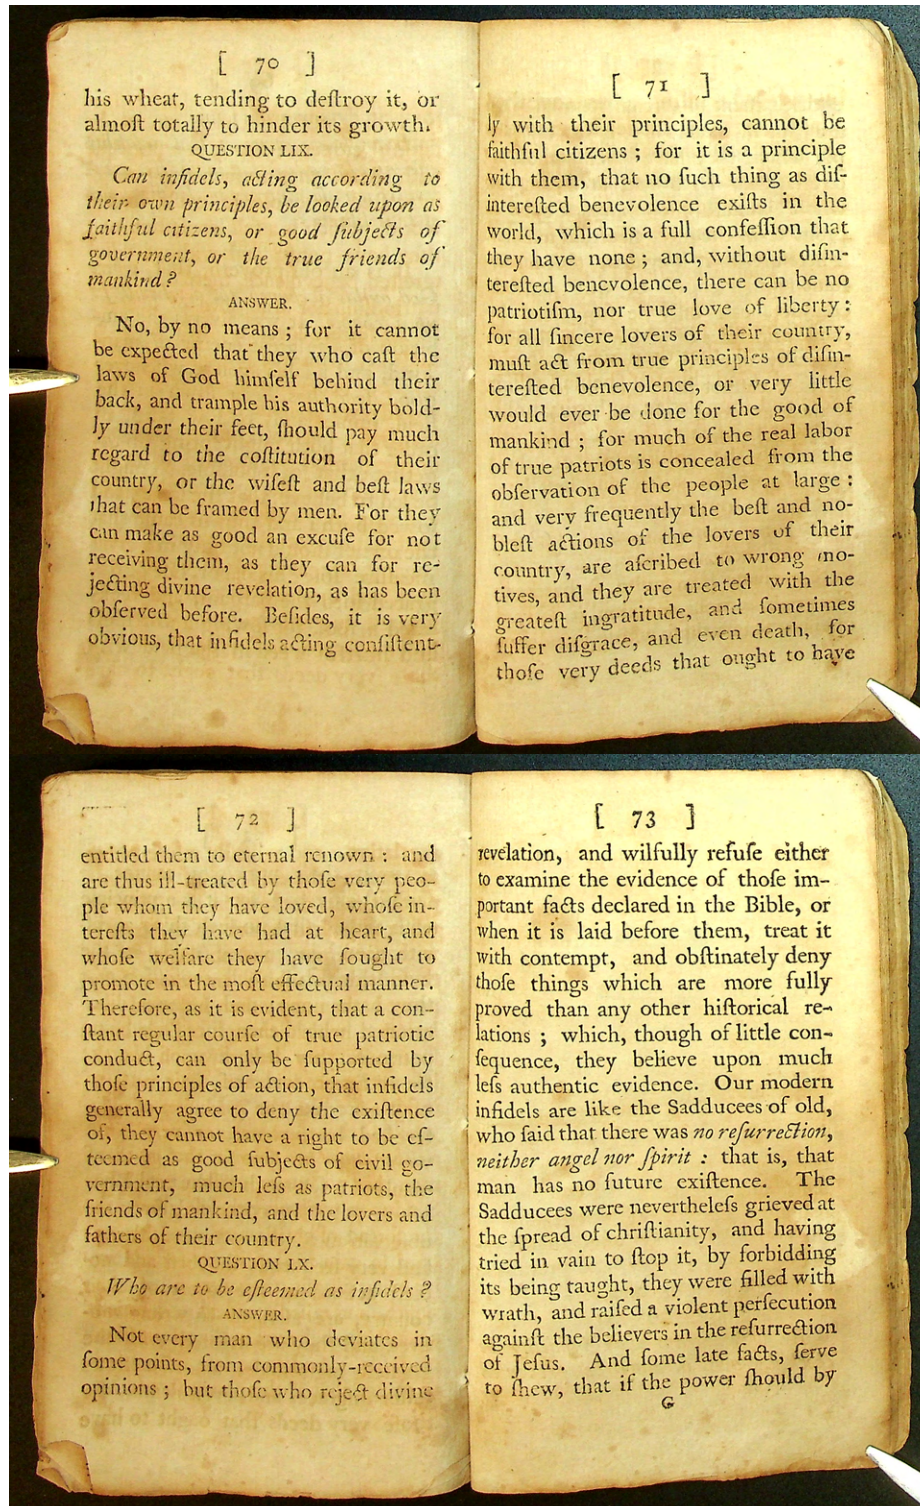 [ 70 ]
his wheat, tending to deſtroy it, or
almoſt totally to hinder its growth.
QUESTION LIX.
Can infidels, acting according to
their own principles, be looked upon as
faithful citizens, or good ſubjects of
government, or the true friends of
mankind ?
ANSWER.
No, by no means ; for it cannot
be expected that they who caſt the
laws of God himſelf behind their
back, and trample his authority bold-
ly under their feet, ſhould pay much
regard to the coſtitution of their
country, or the wiſeſt and beſt laws
that can be framed by men. For they
can make as good an excuſe for not
receiving them, as they can for re-
jecting divine revelation, as has been
obſerved before. Beſides, it is very
obvious, that infidels acting conſiſtent-
[ 71 ]
ly with their principles, cannot be
faithful citizens ; for it is a principle
with them, that no ſuch thing as diſ-
intereſted benevolence exiſts in the
world, which is a full confeſſion that
they have none ; and, without diſin-
tereſted benevolence, there can be no
patriotiſm, nor true love of liberty :
for all ſincere lovers of their country,
muſt act from true principles of diſin-
tereſted benevolence, or very little
would ever be done for the good of
mankind ; for much of the real labor
of true patriots is concealed from the
obſervation of the people at large :
and very frequently the beſt and no-
bleſt actions of the lovers of their
country, are aſcribed to wrong mo-
tives, and they are treated with the
greateſt ingratitude, and ſometimes
ſuffer diſgrace, and even death, for
thoſe very deeds that ought to have
[ 72 ]
entitled them to eternal renown : and
are thus ill-treated by thoſe very peo-
ple whom they have loved, whoſe in-
tereſts they have had at heart, and
whoſe welfare they have ſought to
promote in the moſt effectual manner.
Therefore, as it is evident, that a con-
ſtant regular courſe of true patriotic
conduct, can only be ſupported by
thoſe principles of action, that infidels
generally agree to deny the exiſtence
of, they cannot have a right to be eſ-
teemed as good ſubjects of civil go-
vernment, much leſs as patriots, the
friends of mankind, and the lovers and
fathers of their country.
QUESTION LX.
Who are to be eſteemed as infidels ?
ANSWER.
Not every man who deviates in
ſome points, from commonly-received
opinions ; but thoſe who reject divine
[ 73 ]
revelation, and wilfully refuſe either
to examine the evidence of thoſe im-
portant facts declared in the Bible, or
when it is laid before them, treat it
with contempt, and obſtinately deny
thoſe things which are more fully
proved than any other hiſtorical re-
lations ; which, though of little con-
ſequence, they believe upon much
leſs authentic evidence. Our modern
infidels are like the Sadducees of old,
who ſaid that there was no reſurrection,
neither angel nor ſpirit : that is, that
man has no future exiſtence. The
Sadducees were nevertheleſs grieved at
the ſpread of chriſtianity, and having
tried in vain to ſtop it, by forbidding
its being taught, they were filled with
wrath, and raiſed a violent perſecution
againſt the believers in the reſurrection
of Jeſus. And ſome late facts, ſerve
to ſhew, that if the power ſhould by
G